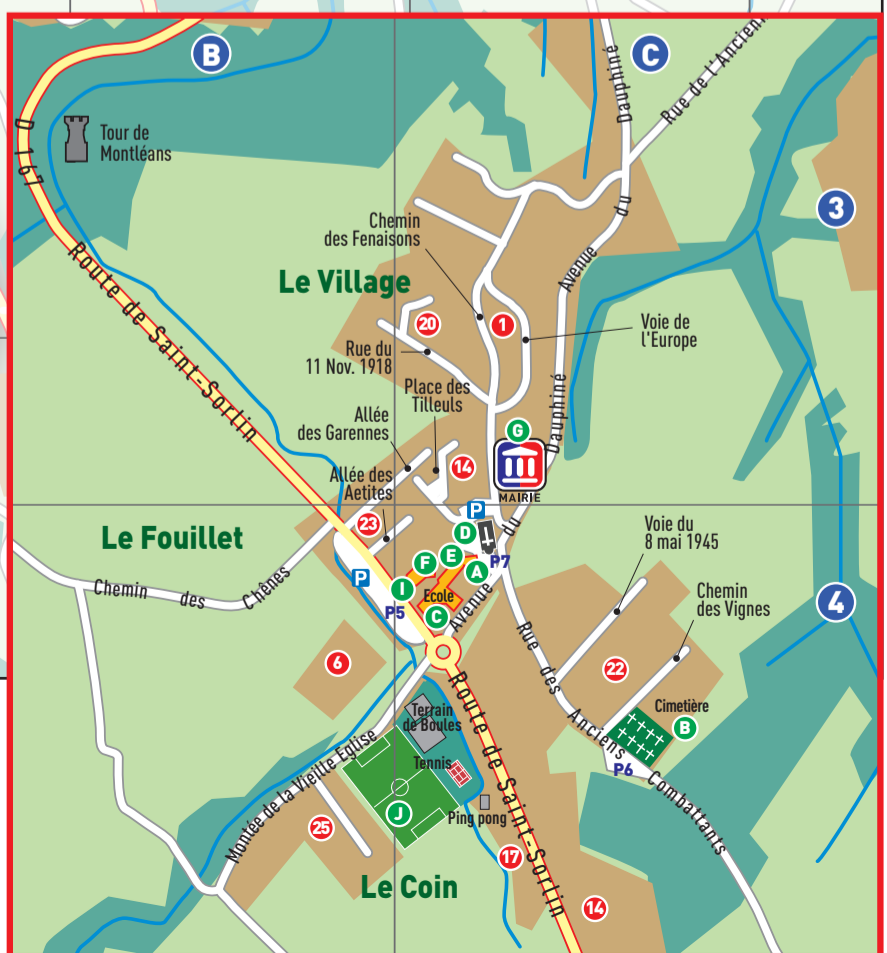 B
C
Dauphiné
Rue de l'Ancien
D 167
Tour de
Montléans
3
Chemin
des Fenaisons
Avenue du
Le Village
Route de Saint-Sorlin
20
1
Voie de
l'Europe
Rue du
11 Nov. 1918
Place des
Tilleuls
Dauphiné
Allée
des Garennes
G
14
MAIRIE
Allée des
Aetites
P
23
D
du
Le Fouillet
Voie du
8 mai 1945
F
E
P7
A
P
I
Ecole
P5
C
Avenue
Chemin des Chênes
Chemin
des Vignes
4
6
22
Rue des Anciens Combattants
Cimetière
B
P6
Route de Saint-Sorlin
Terrain
de Boules
Tennis
Montée de la Vieille Eglise
J
Ping pong
25
17
Le Coin
14